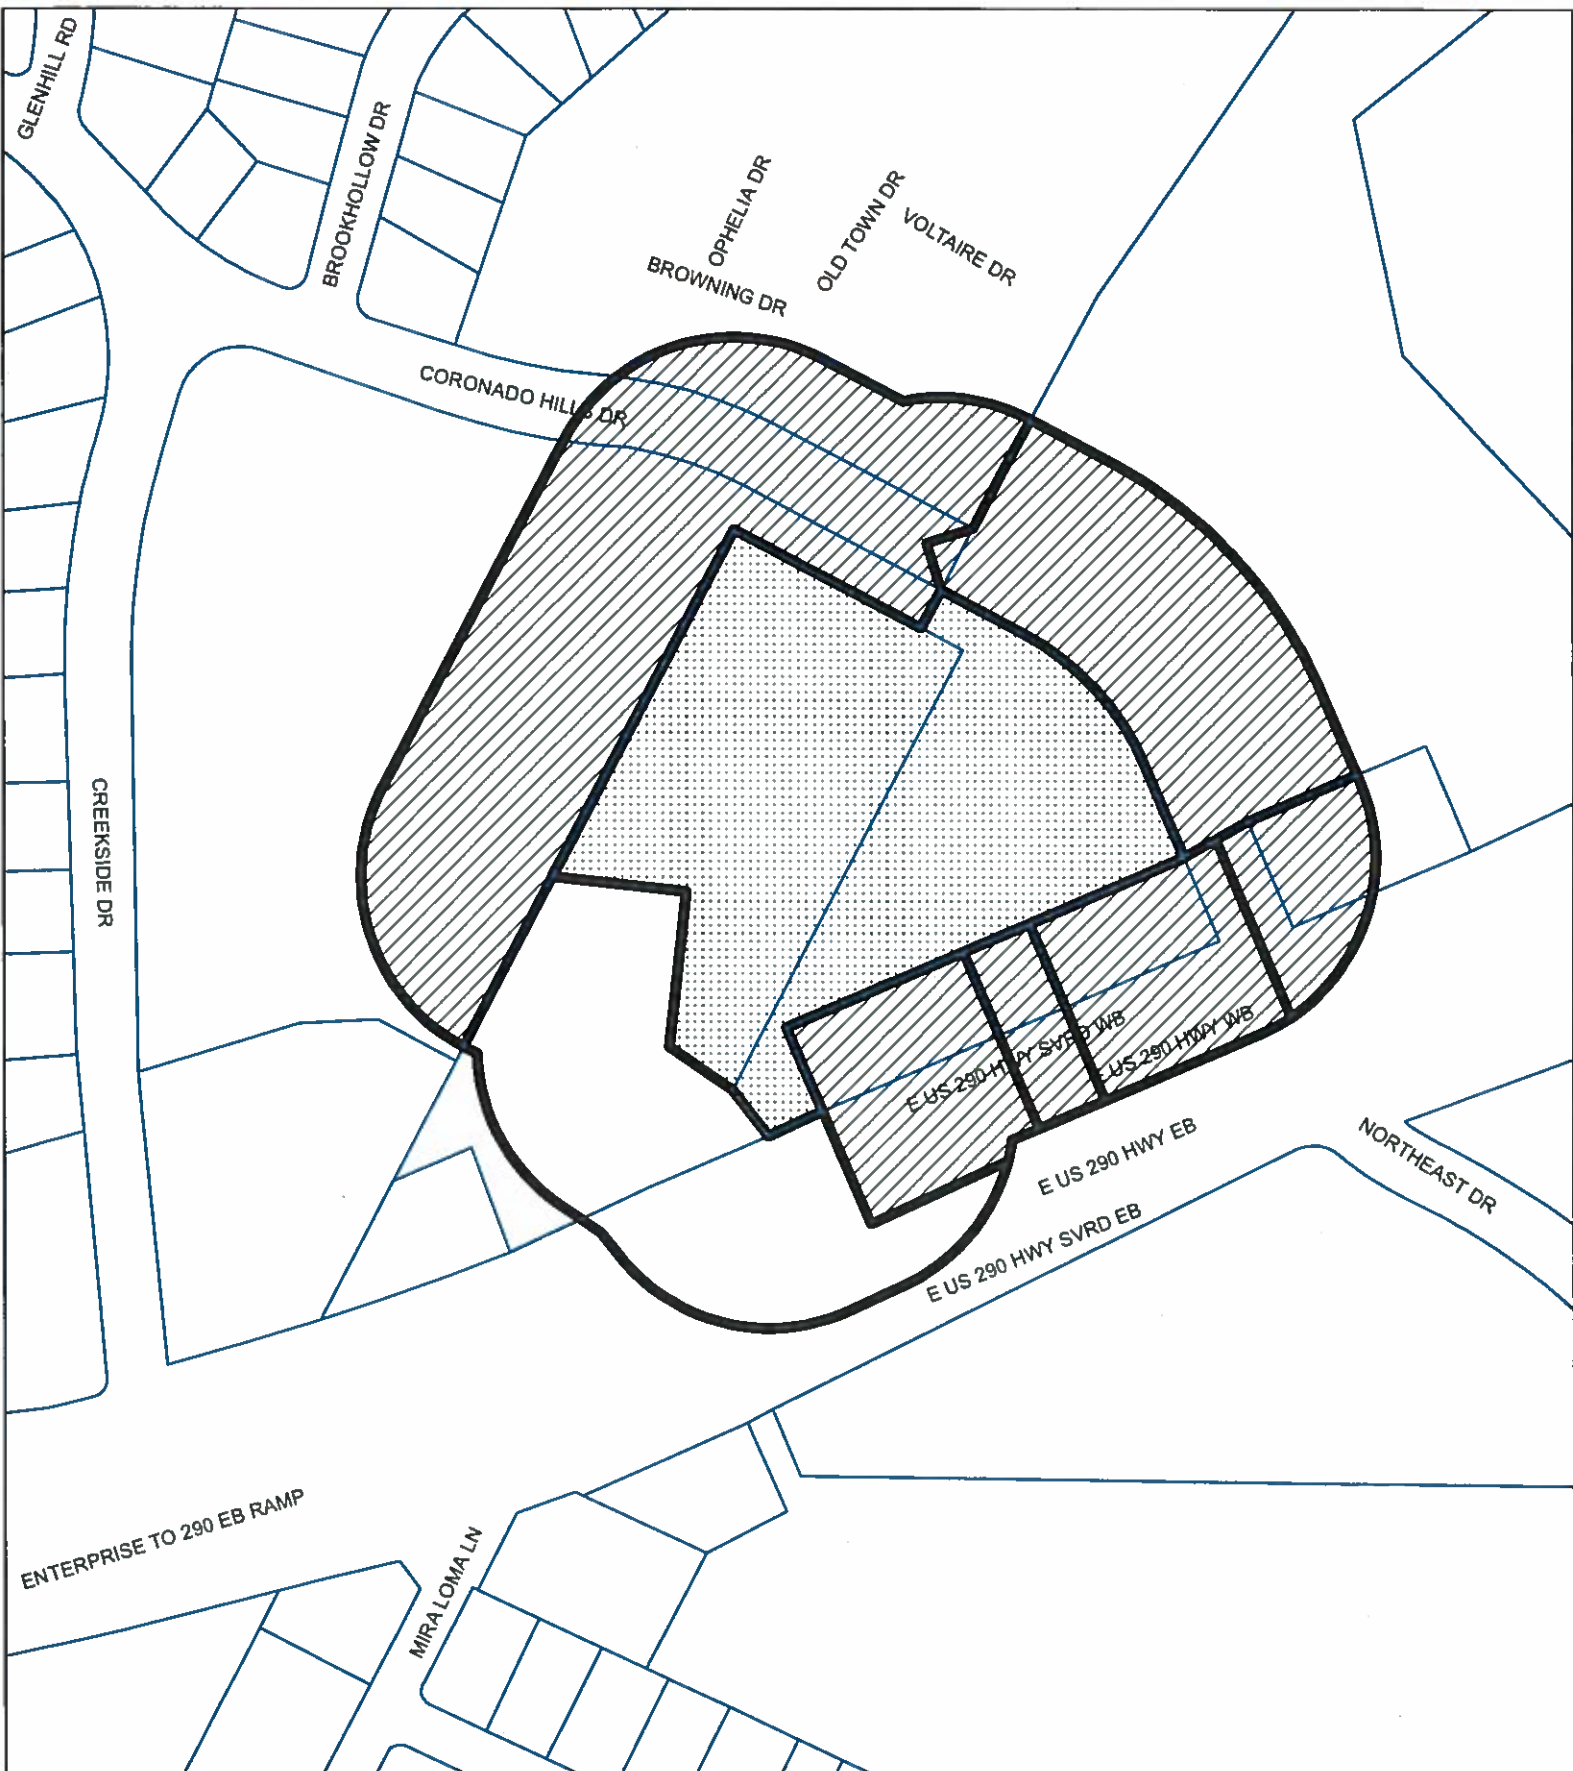 GLENHILL RD
BROOKHOLLOW DR
OPHELIA DR
OLD TOWN DR
VOLTAIRE DR
BROWNING DR
CORONADO HILLS DR
CREEKSIDE DR
E US 290 HWY SVRD WB
E US 290 HWY WB
E US 290 HWY EB
NORTHEAST DR
E US 290 HWY SVRD EB
ENTERPRISE TO 290 EB RAMP
MIRA LOMA LN